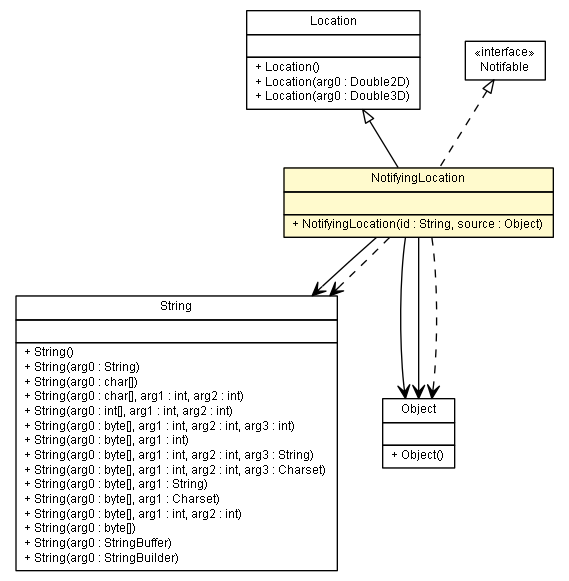 Location
+ Location()
+ Location(arg0 : Double2D)
+ Location(arg0 : Double3D)
«interface»
Notifable
NotifyingLocation
+ NotifyingLocation(id : String, source : Object)
String
+ String()
+ String(arg0 : String)
+ String(arg0 : char[])
+ String(arg0 : char[], arg1 : int, arg2 : int)
+ String(arg0 : int[], arg1 : int, arg2 : int)
+ String(arg0 : byte[], arg1 : int, arg2 : int, arg3 : int)
+ String(arg0 : byte[], arg1 : int)
+ String(arg0 : byte[], arg1 : int, arg2 : int, arg3 : String)
+ String(arg0 : byte[], arg1 : int, arg2 : int, arg3 : Charset)
+ String(arg0 : byte[], arg1 : String)
+ String(arg0 : byte[], arg1 : Charset)
+ String(arg0 : byte[], arg1 : int, arg2 : int)
+ String(arg0 : byte[])
+ String(arg0 : StringBuffer)
+ String(arg0 : StringBuilder)
Object
+ Object()